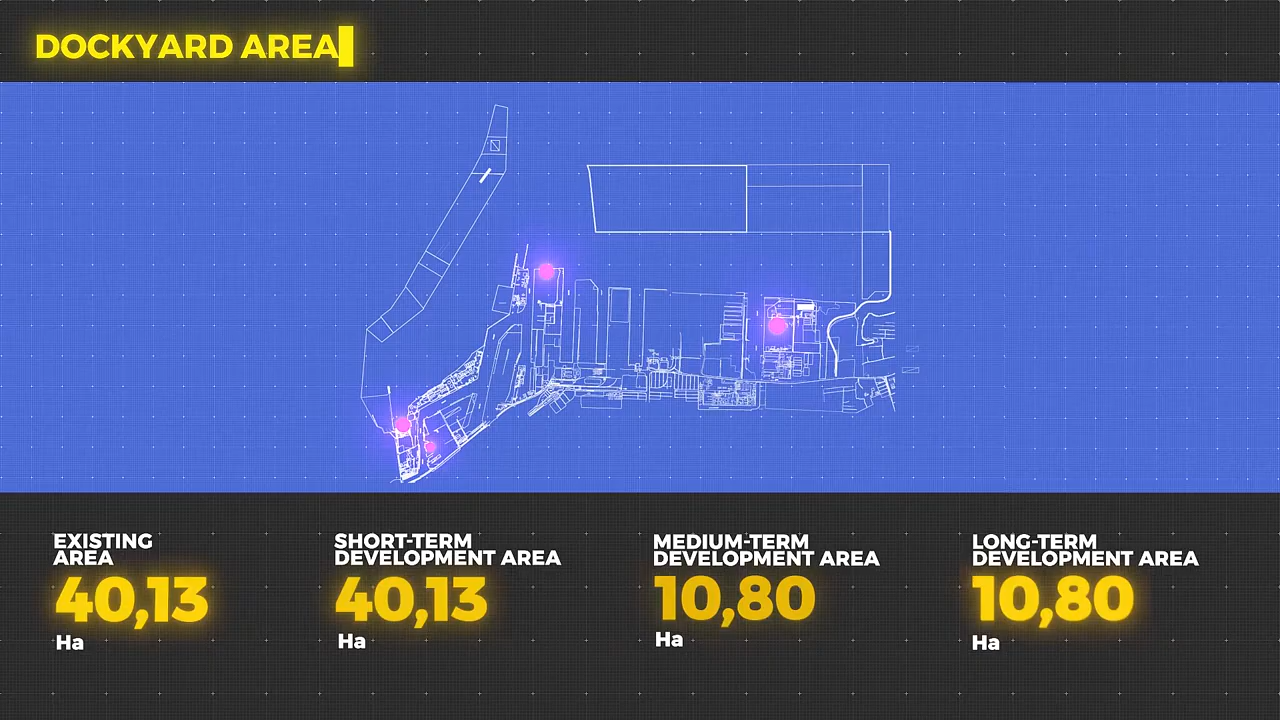 DOCKYARD AREA
EXISTING
AREA
40,13
Ha
SHORT-TERM
DEVELOPMENT AREA
40,13
Ha
MEDIUM-TERM
DEVELOPMENT AREA
10,80
Ha
LONG-TERM
DEVELOPMENT AREA
10,80
Ha